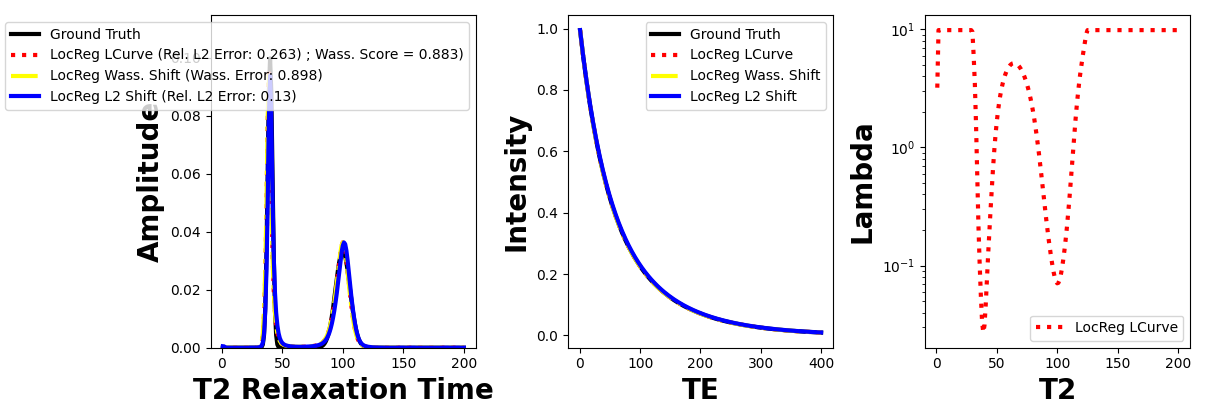 Ground Truth
LocReg LCurve (Rel. L2 Error: 0.263) ; Wass. Score = 0.883)
LocReg Wass. Shift (Wass. Error: 0.898)
LocReg L2 Shift (Rel. L2 Error: 0.13)
Amplitude
0.10
0.08
0.06
0.04
0.02
0.00
0 50 100 150 200
T2 Relaxation Time
Ground Truth
LocReg LCurve
LocReg Wass. Shift
LocReg L2 Shift
Intensity
1.0
0.8
0.6
0.4
0.2
0.0
0 100 200 300 400
TE
Lambda
10¹
10⁰
10⁻¹
LocReg LCurve
0 50 100 150 200
T2